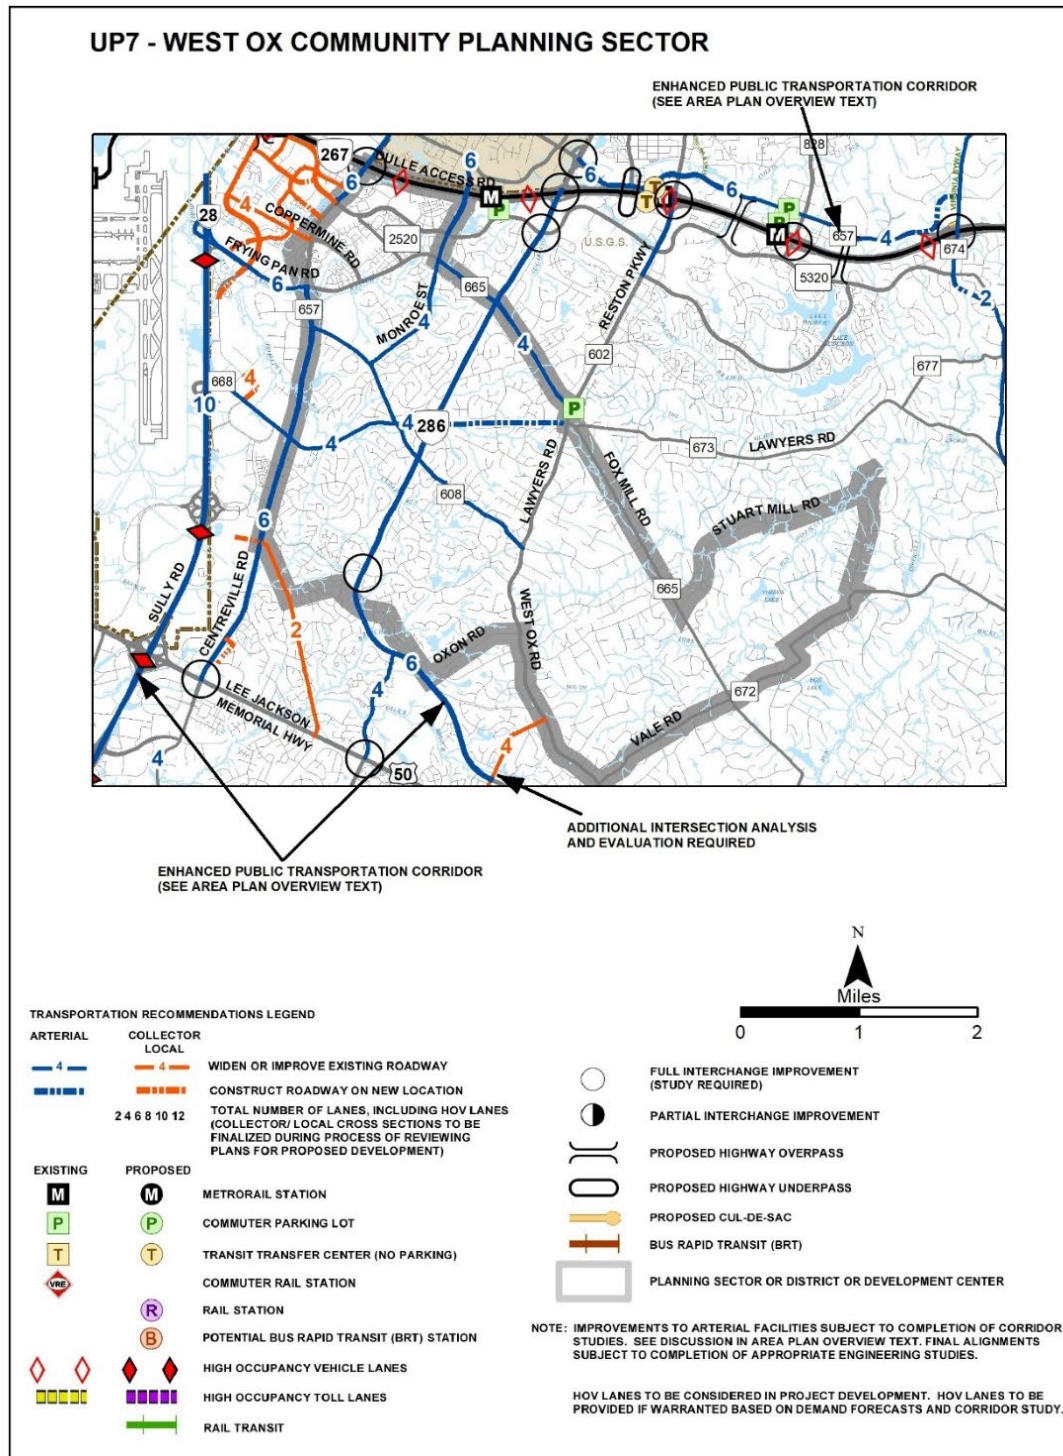 UP7 - WEST OX COMMUNITY PLANNING SECTOR
ENHANCED PUBLIC TRANSPORTATION CORRIDOR
(SEE AREA PLAN OVERVIEW TEXT)
267
DULLE ACCESS RD
6
6
6
6
828
VIRGINIA BYWAY
28
4
COPPERMINE RD
2520
M
P
T
T
U.S.G.S.
P
P
M
657
4
674
FRYING PAN RD
6
657
665
MONROE ST
4
RESTON PKWY
5320
2
LAKE AUDUBON
602
4
668
4
10
4
4
286
P
677
673
LAWYERS RD
608
LAWYERS RD
FOX MILL RD
STUART MILL RD
6
SULLY RD
CENTREVILLE RD
2
665
WEST OX RD
OXON RD
6
4
LEE JACKSON
MEMORIAL HWY
672
VALE RD
4
4
50
ADDITIONAL INTERSECTION ANALYSIS
AND EVALUATION REQUIRED
ENHANCED PUBLIC TRANSPORTATION CORRIDOR
(SEE AREA PLAN OVERVIEW TEXT)
N
Miles
0 1 2
TRANSPORTATION RECOMMENDATIONS LEGEND
ARTERIAL
COLLECTOR
LOCAL
4 4 WIDEN OR IMPROVE EXISTING ROADWAY
CONSTRUCT ROADWAY ON NEW LOCATION
2 4 6 8 10 12 TOTAL NUMBER OF LANES, INCLUDING HOV LANES
(COLLECTOR/ LOCAL CROSS SECTIONS TO BE
FINALIZED DURING PROCESS OF REVIEWING
PLANS FOR PROPOSED DEVELOPMENT)
EXISTING PROPOSED
M M METRORAIL STATION
P P COMMUTER PARKING LOT
T T TRANSIT TRANSFER CENTER (NO PARKING)
VRE COMMUTER RAIL STATION
R RAIL STATION
B POTENTIAL BUS RAPID TRANSIT (BRT) STATION
HIGH OCCUPANCY VEHICLE LANES
HIGH OCCUPANCY TOLL LANES
RAIL TRANSIT
FULL INTERCHANGE IMPROVEMENT
(STUDY REQUIRED)
PARTIAL INTERCHANGE IMPROVEMENT
PROPOSED HIGHWAY OVERPASS
PROPOSED HIGHWAY UNDERPASS
PROPOSED CUL-DE-SAC
BUS RAPID TRANSIT (BRT)
PLANNING SECTOR OR DISTRICT OR DEVELOPMENT CENTER
NOTE: IMPROVEMENTS TO ARTERIAL FACILITIES SUBJECT TO COMPLETION OF CORRIDOR
STUDIES. SEE DISCUSSION IN AREA PLAN OVERVIEW TEXT. FINAL ALIGNMENTS
SUBJECT TO COMPLETION OF APPROPRIATE ENGINEERING STUDIES.
HOV LANES TO BE CONSIDERED IN PROJECT DEVELOPMENT. HOV LANES TO BE
PROVIDED IF WARRANTED BASED ON DEMAND FORECASTS AND CORRIDOR STUDY.